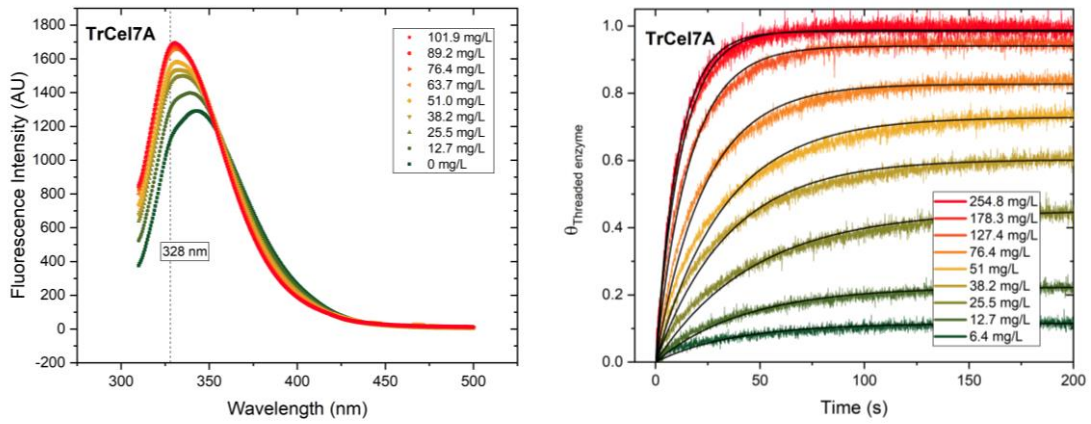 TrCel7A
Fluorescence Intensity (AU)
1800
1600
1400
1200
1000
800
600
400
200
0
-200
300
350
400
450
500
Wavelength (nm)
328 nm
101.9 mg/L
89.2 mg/L
76.4 mg/L
63.7 mg/L
51.0 mg/L
38.2 mg/L
25.5 mg/L
12.7 mg/L
0 mg/L
TrCel7A
θThreaded enzyme
1.0
0.8
0.6
0.4
0.2
0.0
0
50
100
150
200
Time (s)
254.8 mg/L
178.3 mg/L
127.4 mg/L
76.4 mg/L
51 mg/L
38.2 mg/L
25.5 mg/L
12.7 mg/L
6.4 mg/L